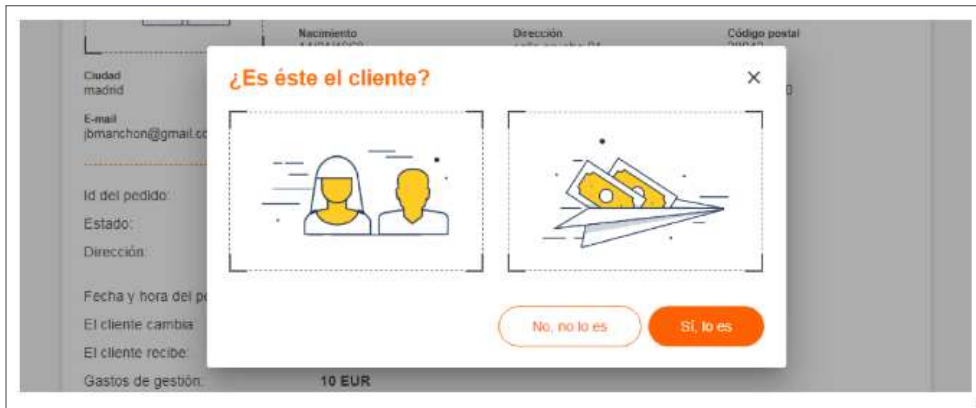 Nacimiento Dirección Código postal
¿Es éste el cliente?
Ciudad
madrid
E-mail
jbmanchon@gmail.co
Id del pedido:
Estado:
Dirección:
Fecha y hora del pe
El cliente cambia:
El cliente recibe:
No, no lo es Sí, lo es
Gastos de gestión: 10 EUR